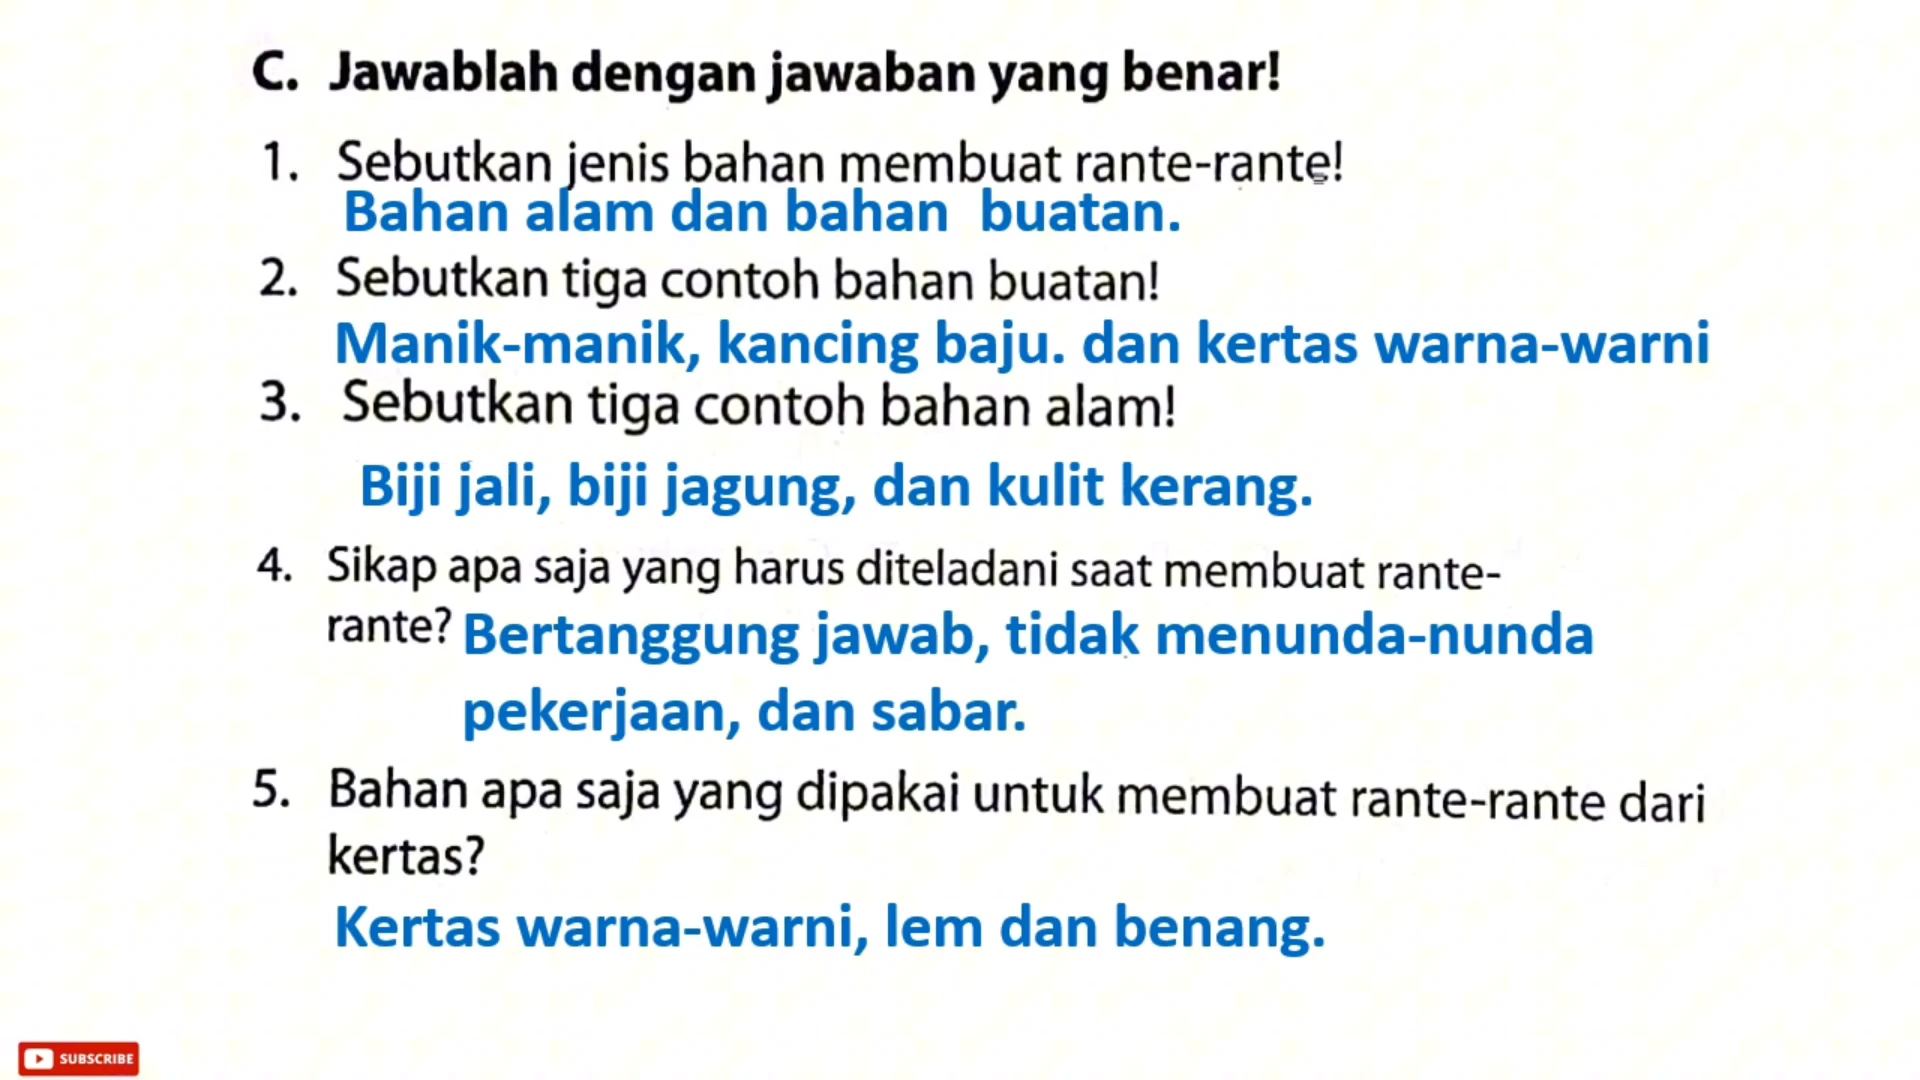 C. Jawablah dengan jawaban yang benar!
1. Sebutkan jenis bahan membuat rante-rante!
Bahan alam dan bahan buatan.
2. Sebutkan tiga contoh bahan buatan!
Manik-manik, kancing baju. dan kertas warna-warni
3. Sebutkan tiga contoh bahan alam!
Biji jali, biji jagung, dan kulit kerang.
4. Sikap apa saja yang harus diteladani saat membuat rante-
rante? Bertanggung jawab, tidak menunda-nunda
pekerjaan, dan sabar.
5. Bahan apa saja yang dipakai untuk membuat rante-rante dari
kertas?
Kertas warna-warni, lem dan benang.
SUBSCRIBE